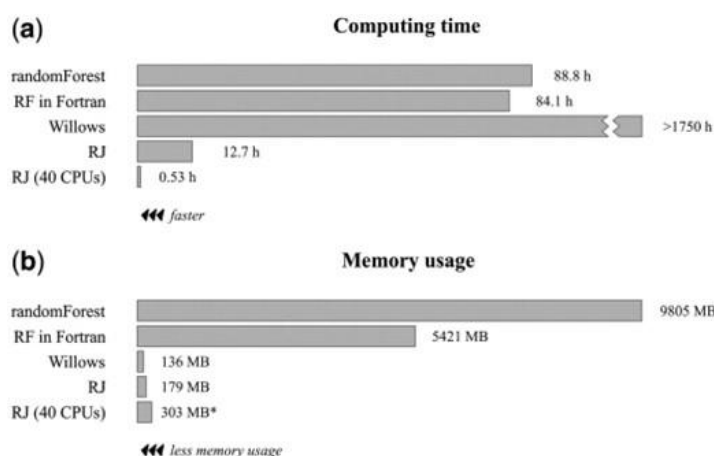 (a) Computing time
randomForest 88.8 h
RF in Fortran 84.1 h
Willows >1750 h
RJ 12.7 h
RJ (40 CPUs) 0.53 h
faster
(b) Memory usage
randomForest 9805 MB
RF in Fortran 5421 MB
Willows 136 MB
RJ 179 MB
RJ (40 CPUs) 303 MB*
less memory usage